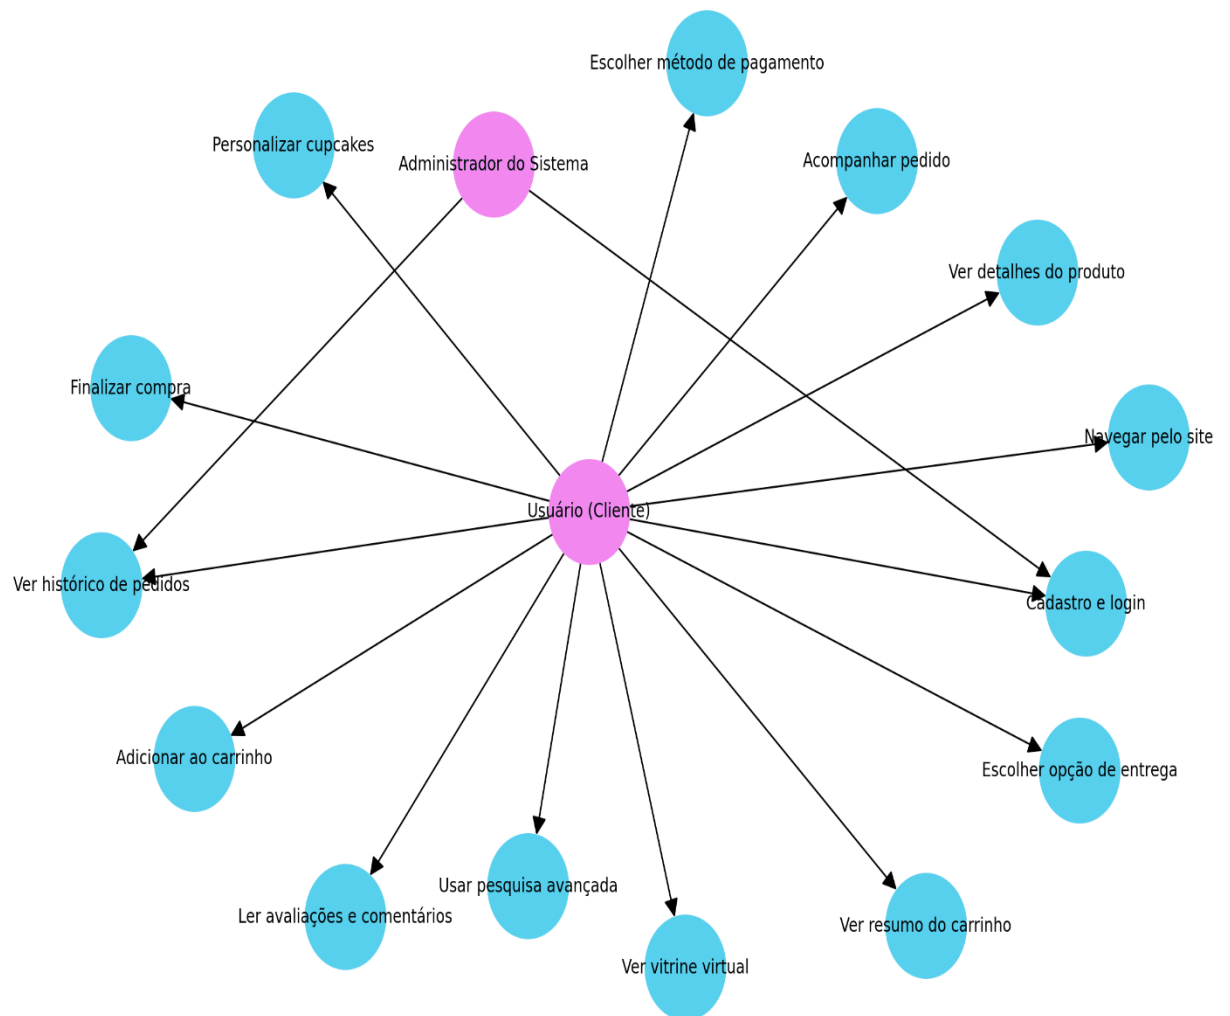 Escolher método de pagamento
Personalizar cupcakes
Administrador do Sistema
Acompanhar pedido
Ver detalhes do produto
Finalizar compra
Navegar pelo site
Usuário (Cliente)
Ver histórico de pedidos
Cadastro e login
Adicionar ao carrinho
Escolher opção de entrega
Usar pesquisa avançada
Ler avaliações e comentários
Ver resumo do carrinho
Ver vitrine virtual